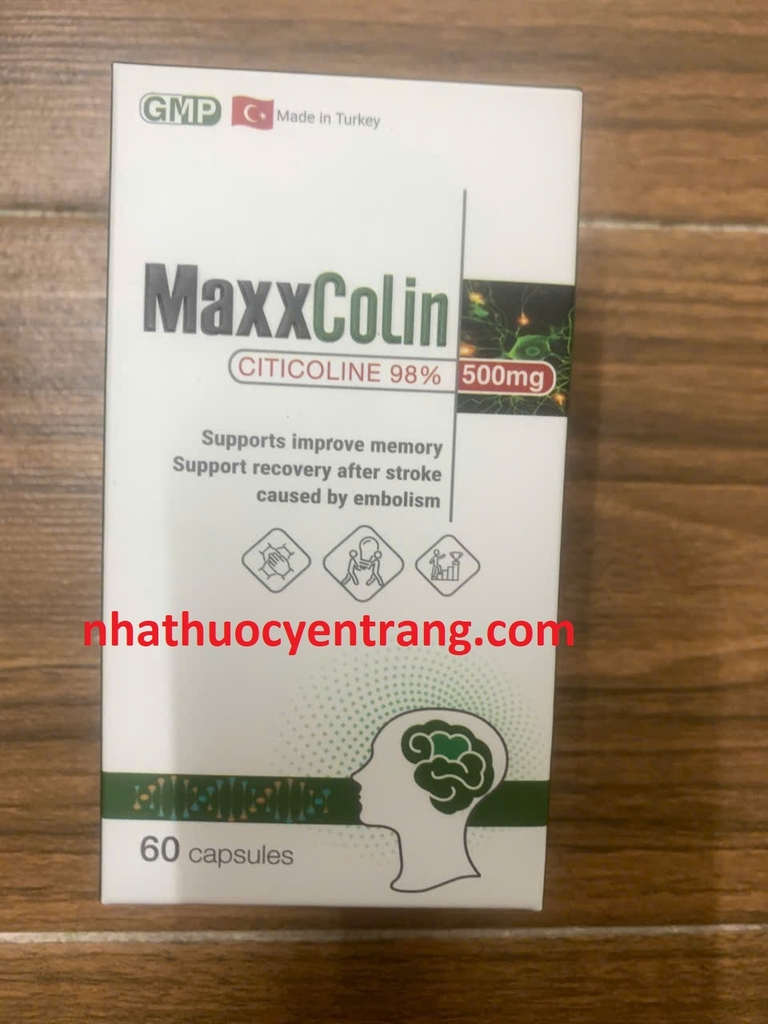 GMP Made in Turkey
MaxxColin
CITICOLINE 98% 500mg
Supports improve memory
Support recovery after stroke
caused by embolism
nhathuocyentrang.com
60 capsules